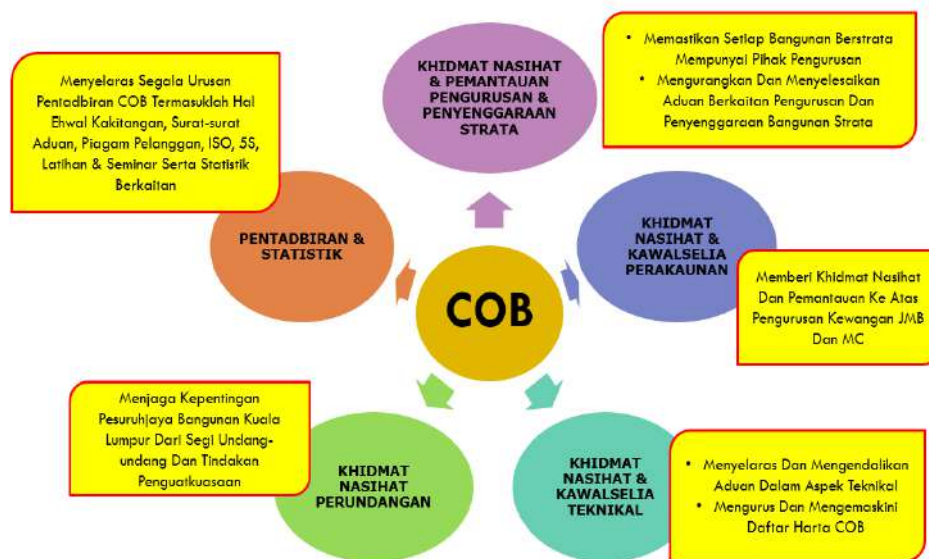 KHIDMAT NASIHAT
& PEMANTAUAN
PENGURUSAN &
PENYENGGARAAN
STRATA
• Memastikan Setiap Bangunan Berstrata
Mempunyai Pihak Pengurusan
• Mengurangkan Dan Menyelesaikan
Aduan Berkaitan Pengurusan Dan
Penyenggaraan Bangunan Strata
Menyelaras Segala Urusan
Pentadbiran COB Termasuklah Hal
Ehwal Kakitangan, Surat-surat
Aduan, Piagam Pelanggan, ISO, 5S,
Latihan & Seminar Serta Statistik
Berkaitan
PENTADBIRAN &
STATISTIK
KHIDMAT
NASIHAT &
KAWALSELIA
PERAKAUNAN
Memberi Khidmat Nasihat
Dan Pemantauan Ke Atas
Pengurusan Kewangan JMB
Dan MC
COB
Menjaga Kepentingan
Pesuruhjaya Bangunan Kuala
Lumpur Dari Segi Undang-
undang Dan Tindakan
Penguatkuasaan
KHIDMAT
NASIHAT
PERUNDANGAN
KHIDMAT
NASIHAT &
KAWALSELIA
TEKNIKAL
• Menyelaras Dan Mengendalikan
Aduan Dalam Aspek Teknikal
• Mengurus Dan Mengemaskini
Daftar Harta COB